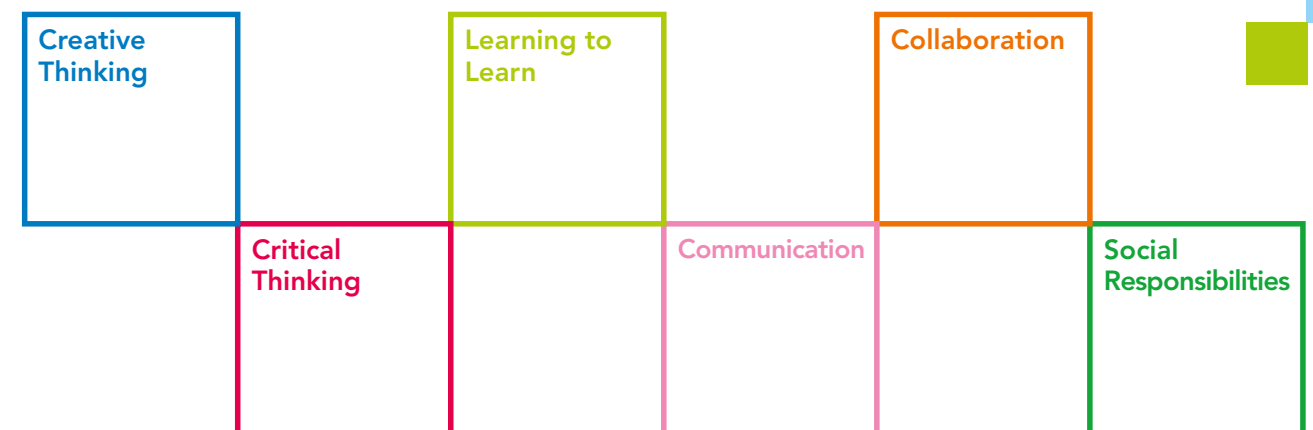 Creative
Thinking
Learning to
Learn
Collaboration
Critical
Thinking
Communication
Social
Responsibilities